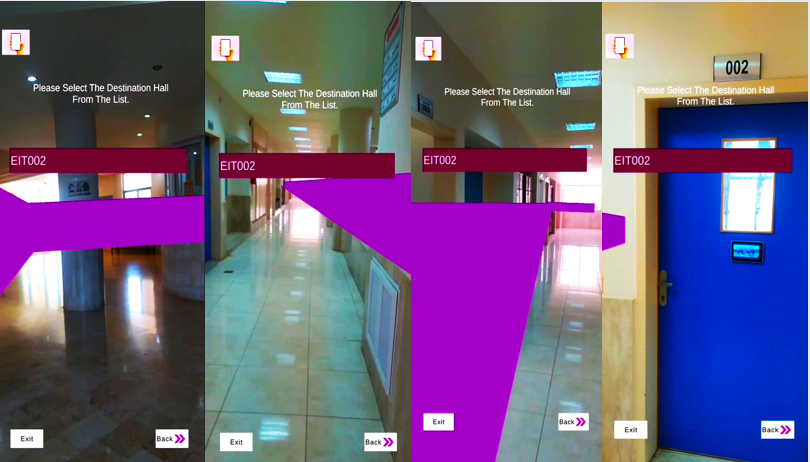 Please Select The Destination Hall
From The List.
EIT002
Exit
Back
Please Select The Destination Hall
From The List.
EIT002
Exit
Back
Please Select The Destination Hall
From The List.
EIT002
Exit
Back
002
Please Select The Destination Hall
From The List.
EIT002
Exit
Back